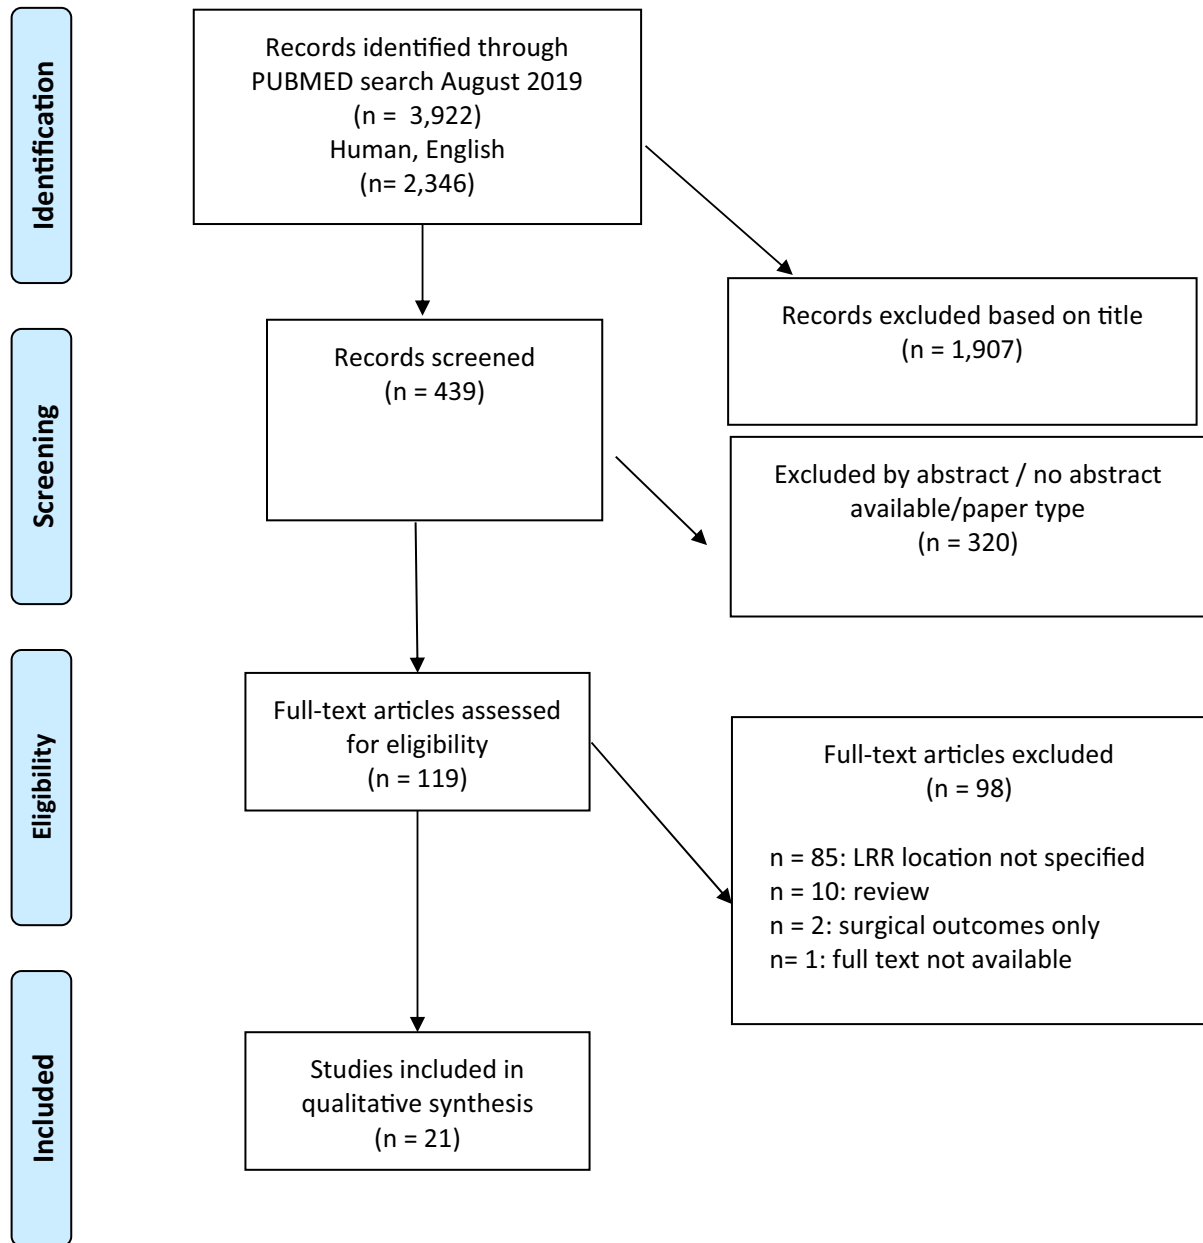 Identification
Records identified through
PUBMED search August 2019
(n =  3,922)
Human, English
(n= 2,346)
Records excluded based on title
(n = 1,907)
Screening
Records screened
(n = 439)
Excluded by abstract / no abstract
available/paper type
(n = 320)
Eligibility
Full-text articles assessed
for eligibility
(n = 119)
Full-text articles excluded
(n = 98)
n = 85: LRR location not specified
n = 10: review
n = 2: surgical outcomes only
n= 1: full text not available
Included
Studies included in
qualitative synthesis
(n = 21)